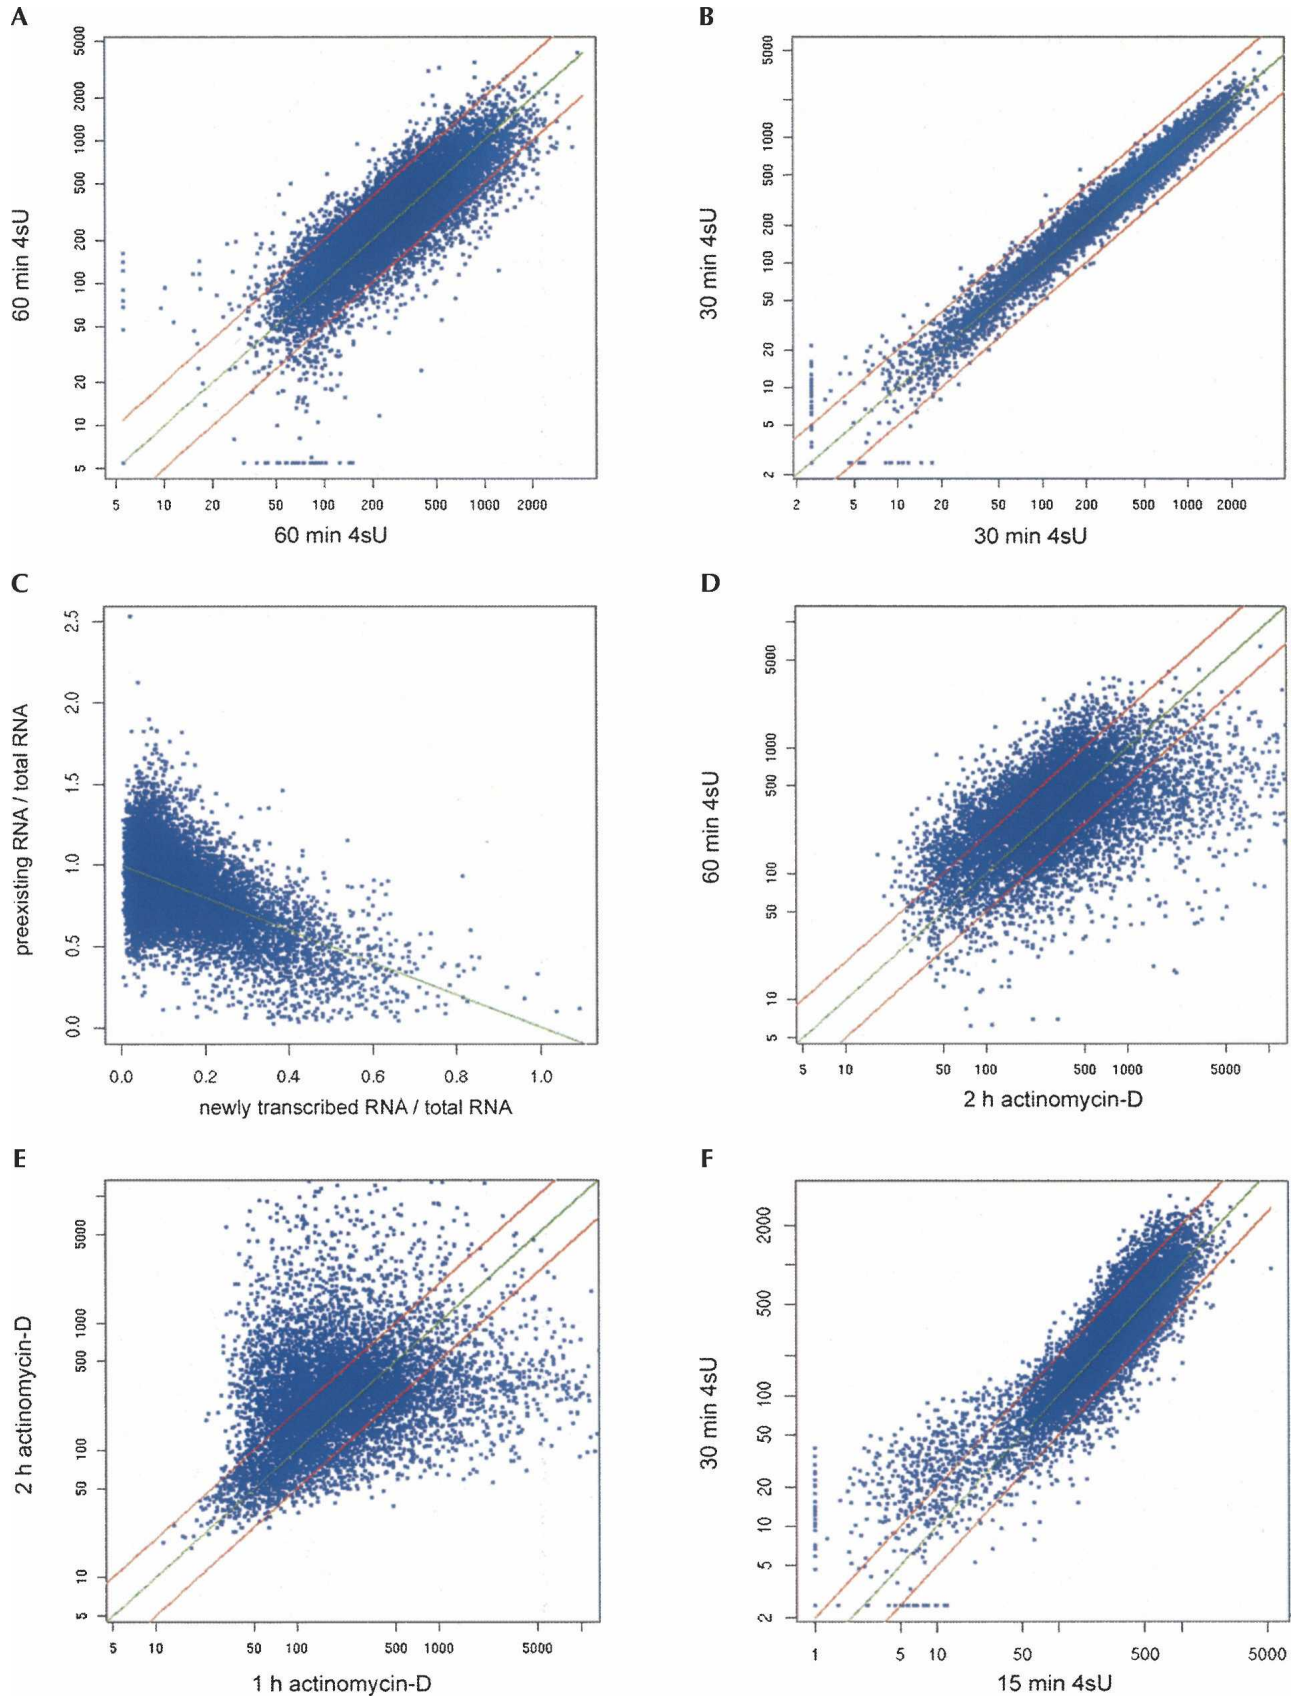 A
5000
2000
1000
500
200
100
50
20
10
5
60 min 4sU
5 10 20 50 100 200 500 1000 2000
60 min 4sU
B
5000
1000
500
200
100
50
20
10
5
2
30 min 4sU
2 5 10 20 50 100 200 500 1000 2000
30 min 4sU
C
2.5
2.0
1.5
1.0
0.5
0.0
preexisting RNA / total RNA
0.0 0.2 0.4 0.6 0.8 1.0
newly transcribed RNA / total RNA
D
5000
1000
500
100
50
10
5
60 min 4sU
5 10 50 100 500 1000 5000
2 h actinomycin-D
E
5000
1000
500
100
50
10
5
2 h actinomycin-D
5 10 50 100 500 1000 5000
1 h actinomycin-D
F
2000
500
100
50
20
10
5
2
30 min 4sU
1 5 10 50 500 5000
15 min 4sU